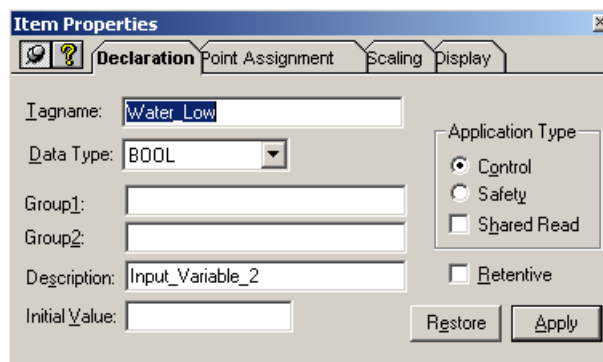 Item Properties
Declaration Point Assignment Scaling Display
Tagname: Water_Low
Data Type: BOOL
Group1:
Group2:
Description: Input_Variable_2
Initial Value:
Application Type
Control
Safety
Shared Read
Retentive
Restore Apply